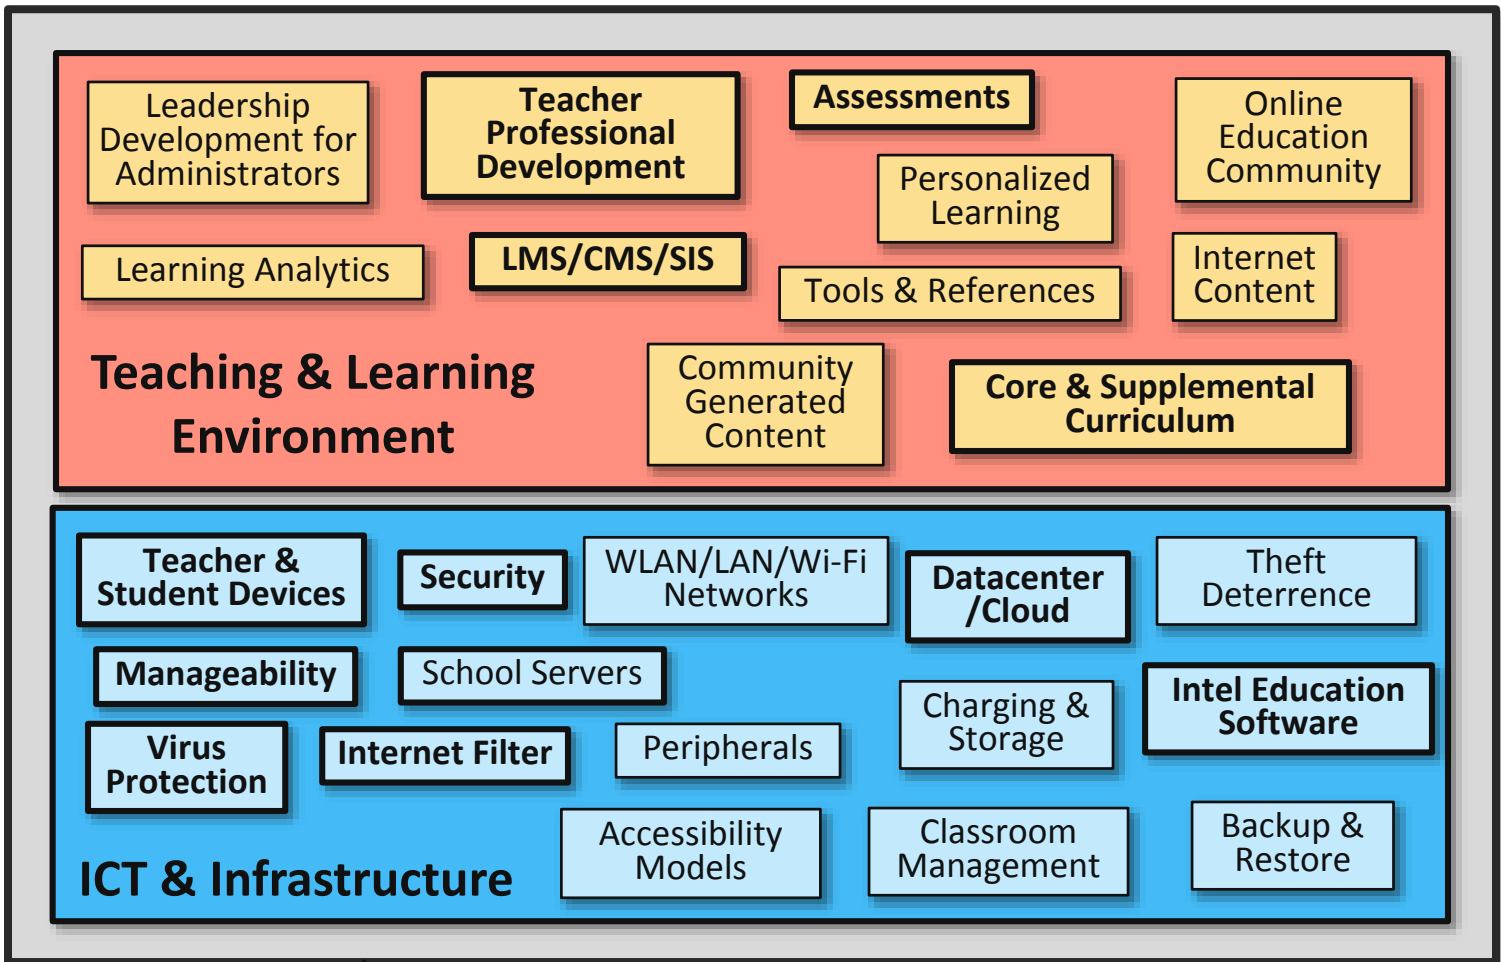 Leadership
Development for
Administrators
Teacher
Professional
Development
Assessments
Online
Education
Community
Personalized
Learning
Learning Analytics
LMS/CMS/SIS
Tools & References
Internet
Content
Teaching & Learning
Environment
Community
Generated
Content
Core & Supplemental
Curriculum
Teacher &
Student Devices
Security
WLAN/LAN/Wi-Fi
Networks
Datacenter
/Cloud
Theft
Deterrence
Manageability
School Servers
Charging &
Storage
Intel Education
Software
Virus
Protection
Internet Filter
Peripherals
Accessibility
Models
Classroom
Management
Backup &
Restore
ICT & Infrastructure